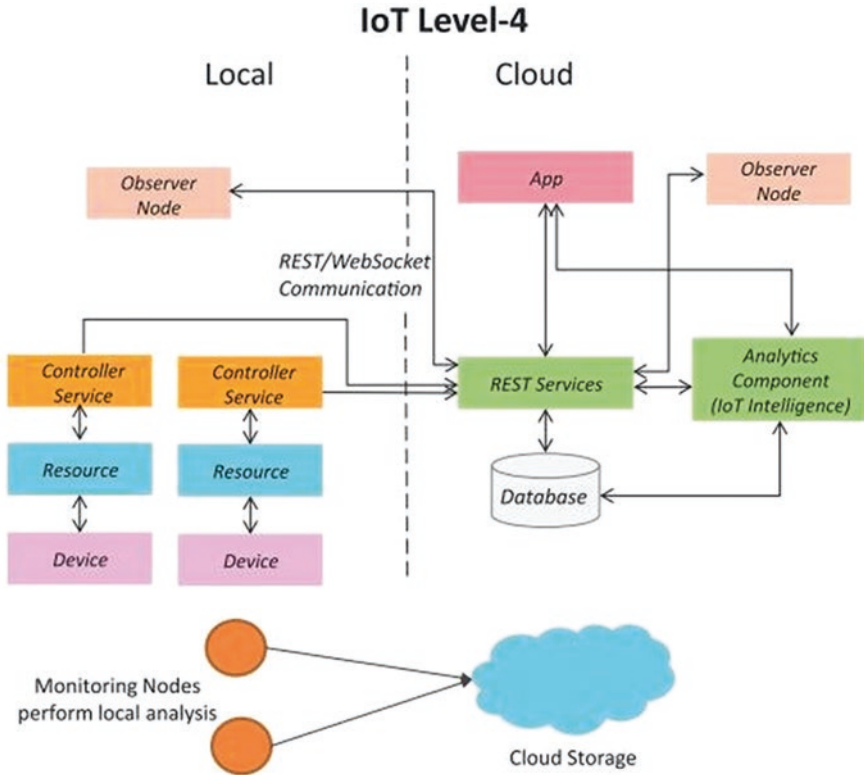 IoT Level-4
Local
Cloud
Observer
Node
App
Observer
Node
REST/WebSocket
Communication
Controller
Service
Controller
Service
REST Services
Analytics
Component
(IoT Intelligence)
Resource
Resource
Database
Device
Device
Monitoring Nodes
perform local analysis
Cloud Storage